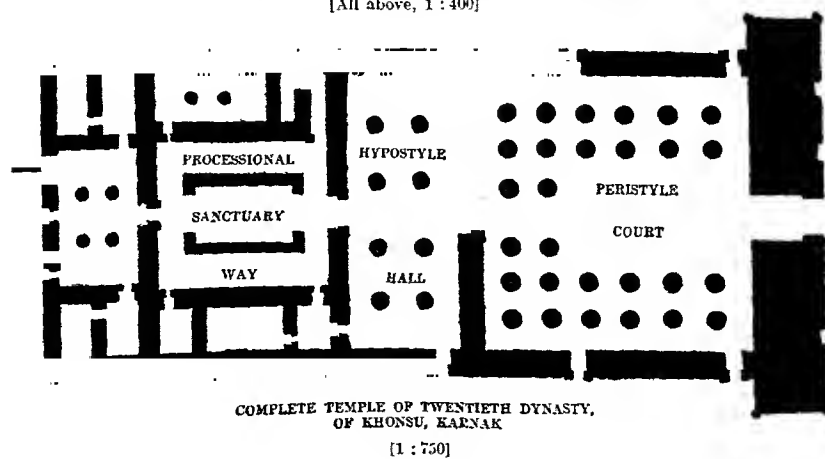 [All above, 1 : 400]
PROCESSIONAL
HYPOSTYLE
PERISTYLE
SANCTUARY
COURT
WAY
HALL
COMPLETE TEMPLE OF TWENTIETH DYNASTY,
OF KHONSU, KARNAK
[1 : 750]